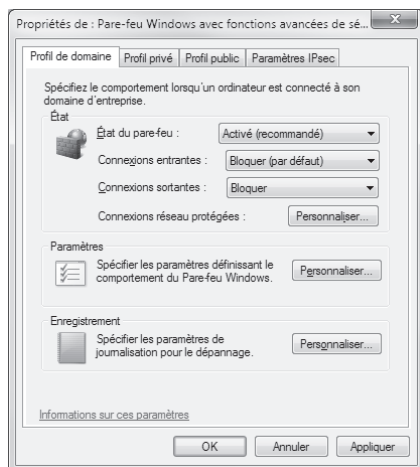 Propriétés de : Pare-feu Windows avec fonctions avancées de sé...
Profil de domaine
Profil privé
Profil public
Paramètres IPsec
Spécifiez le comportement lorsqu'un ordinateur est connecté à son
domaine d'entreprise.
État
État du pare-feu :
Activé (recommandé)
Connexions entrantes :
Bloquer (par défaut)
Connexions sortantes :
Bloquer
Connexions réseau protégées :
Personnaliser...
Paramètres
Spécifier les paramètres définissant le
comportement du Pare-feu Windows.
Personnaliser...
Enregistrement
Spécifier les paramètres de
journalisation pour le dépannage.
Personnaliser...
Informations sur ces paramètres
OK
Annuler
Appliquer